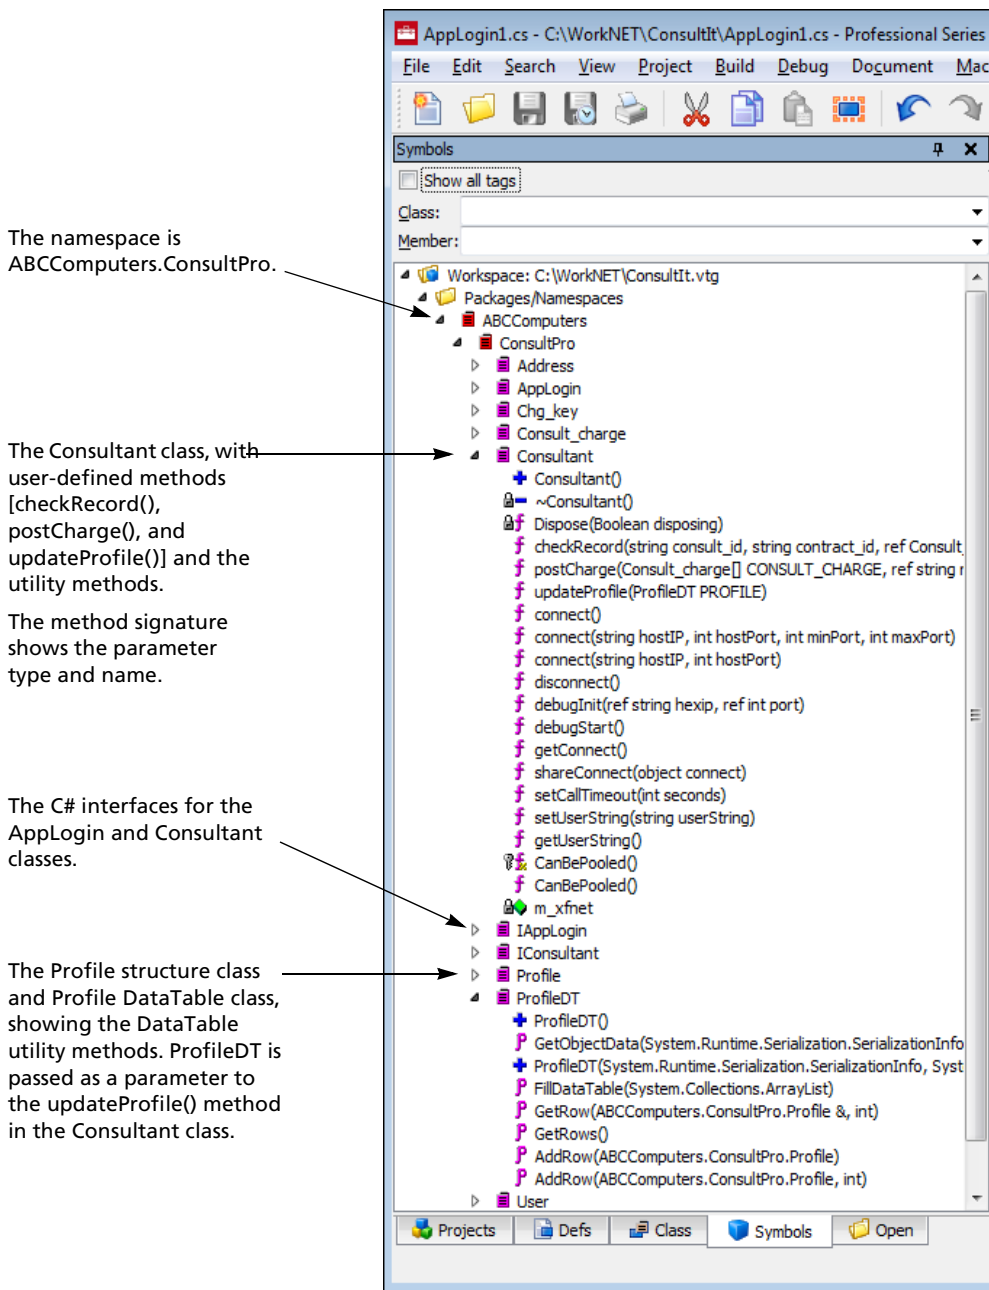 AppLogin1.cs - C:\WorkNET\ConsultIt\AppLogin1.cs - Professional Series
File Edit Search View Project Build Debug Document Mac
Symbols
Show all tags
Class:
Member:
The namespace is
ABCComputers.ConsultPro.
Workspace: C:\WorkNET\ConsultIt.vtg
Packages/Namespaces
ABCComputers
ConsultPro
Address
AppLogin
Chg_key
Consult_charge
The Consultant class, with
user-defined methods
[checkRecord(),
postCharge(), and
updateProfile()] and the
utility methods.
The method signature
shows the parameter
type and name.
Consultant
Consultant()
~Consultant()
Dispose(Boolean disposing)
checkRecord(string consult_id, string contract_id, ref Consult_
postCharge(Consult_charge[] CONSULT_CHARGE, ref string r
updateProfile(ProfileDT PROFILE)
connect()
connect(string hostIP, int hostPort, int minPort, int maxPort)
connect(string hostIP, int hostPort)
disconnect()
debugInit(ref string hexip, ref int port)
debugStart()
getConnect()
shareConnect(object connect)
setCallTimeout(int seconds)
setUserString(string userString)
getUserString()
CanBePooled()
CanBePooled()
m_xfnet
The C# interfaces for the
AppLogin and Consultant
classes.
IAppLogin
IConsultant
The Profile structure class
and Profile DataTable class,
showing the DataTable
utility methods. ProfileDT is
passed as a parameter to
the updateProfile() method
in the Consultant class.
Profile
ProfileDT
ProfileDT()
GetObjectData(System.Runtime.Serialization.SerializationInfo
ProfileDT(System.Runtime.Serialization.SerializationInfo, Syst
FillDataTable(System.Collections.ArrayList)
GetRow(ABCComputers.ConsultPro.Profile &, int)
GetRows()
AddRow(ABCComputers.ConsultPro.Profile)
AddRow(ABCComputers.ConsultPro.Profile, int)
User
Projects Defs Class Symbols Open